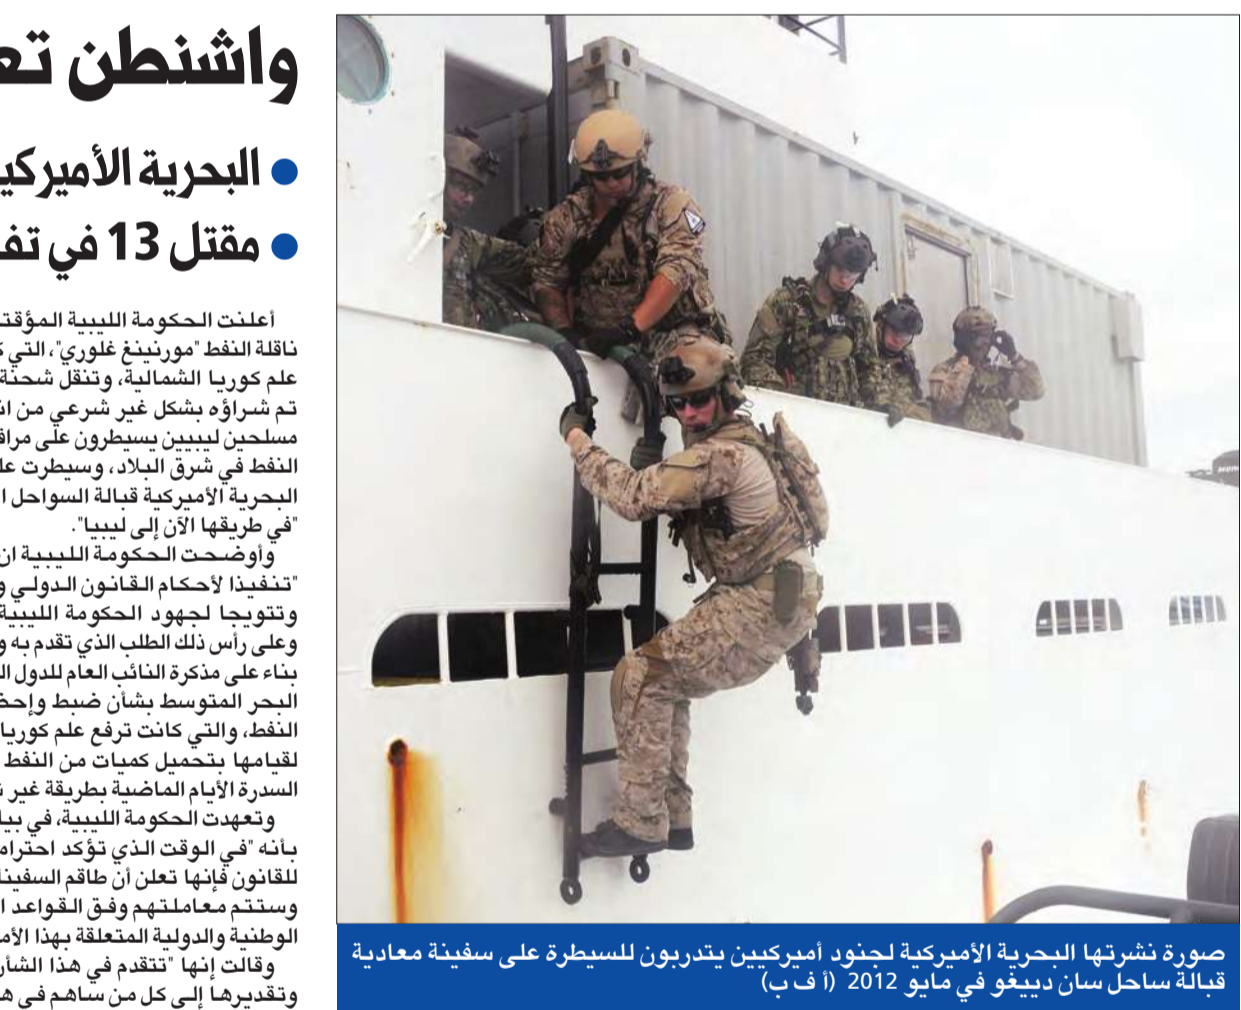 واشنطن
البحرية الأميركي
مقتل 13 في
أعلنت الحكومة الليبية المؤقت
ناقلة النفط "مورنينغ غلوري"، التي
علم كوريا الشمالية، وتنقل شحنة
تم شراؤه بشكل غير شرعي من
مسلحين ليبيين يسيطرون على
النفط في شرق البلاد، وسيطرت
البحرية الأميركية قبالة السواحل
"في طريقها الآن إلى ليبيا".
وأوضحت الحكومة الليبية ان
"تنفيذا لأحكام القانون الدولي و
وتتويجا لجهود الحكومة الليبية
وعلى رأس ذلك الطلب الذي تقدم به و
بناء على مذكرة النائب العام للدول
البحر المتوسط بشأن ضبط
النفط، والتي كانت ترفع علم كوريا
لقيامها بتحميل كميات من النفط
السدرة الأيام الماضية بطريقة غير
وتعهدت الحكومة الليبية، في
بأنه "في الوقت الذي تؤكد
للقانون فإنها تعلن أن طاقم
وستتم معاملتهم وفق القواعد
الوطنية والدولية المتعلقة بهذا
وقالت إنها "تتقدم في هذا
وتقديرها إلى كل من ساهم في
صورة نشرتها البحرية الأميركية لجنود أميركيين يتدربون للسيطرة على سفينة معادية
قبالة ساحل سان دييغو في مايو 2012 (أ ف ب)